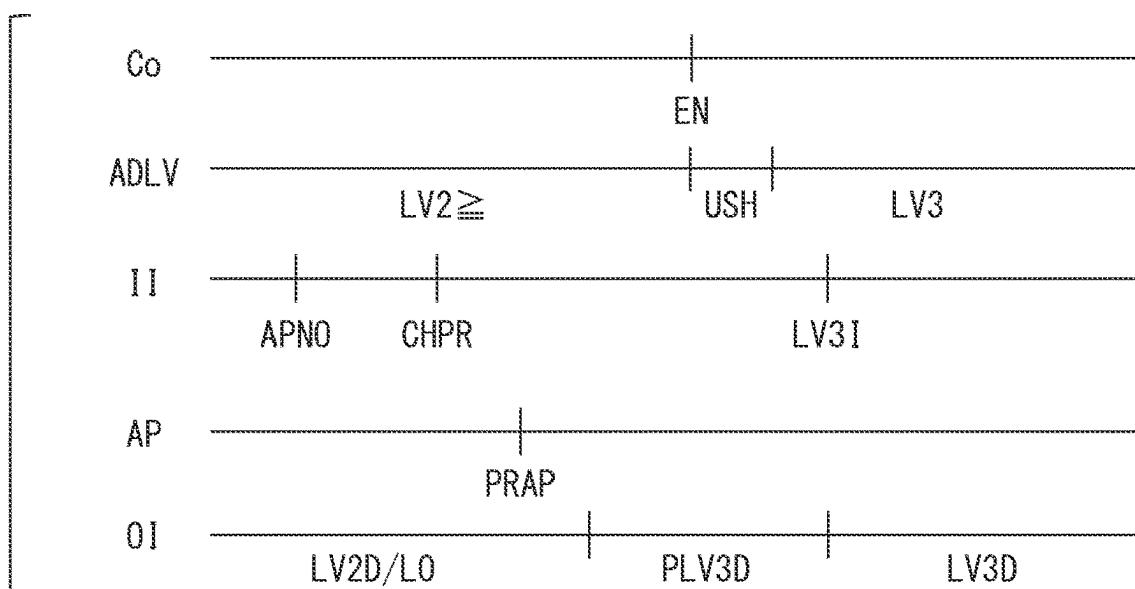 Co
EN
ADLV
LV2≧ USH LV3
II
APNO CHPR LV3I
AP
PRAP
OI
LV2D/LO PLV3D LV3D